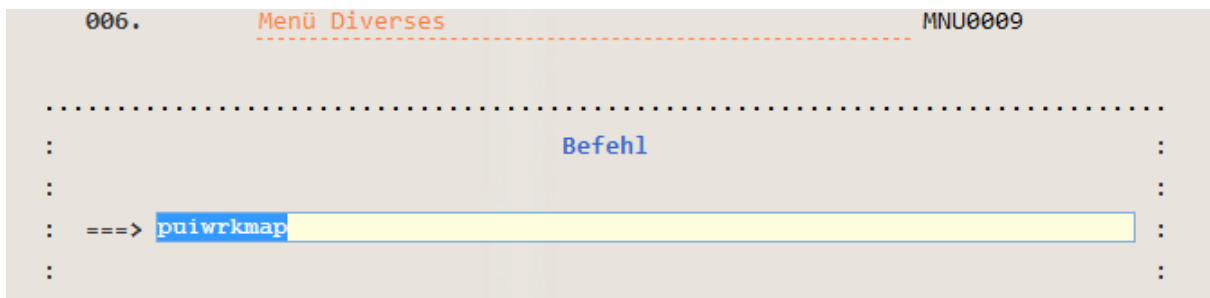 006. Menü Diverses MNU0009
..............................................................................
: Befehl :
: :
: ===> puiwrkmap :
: :